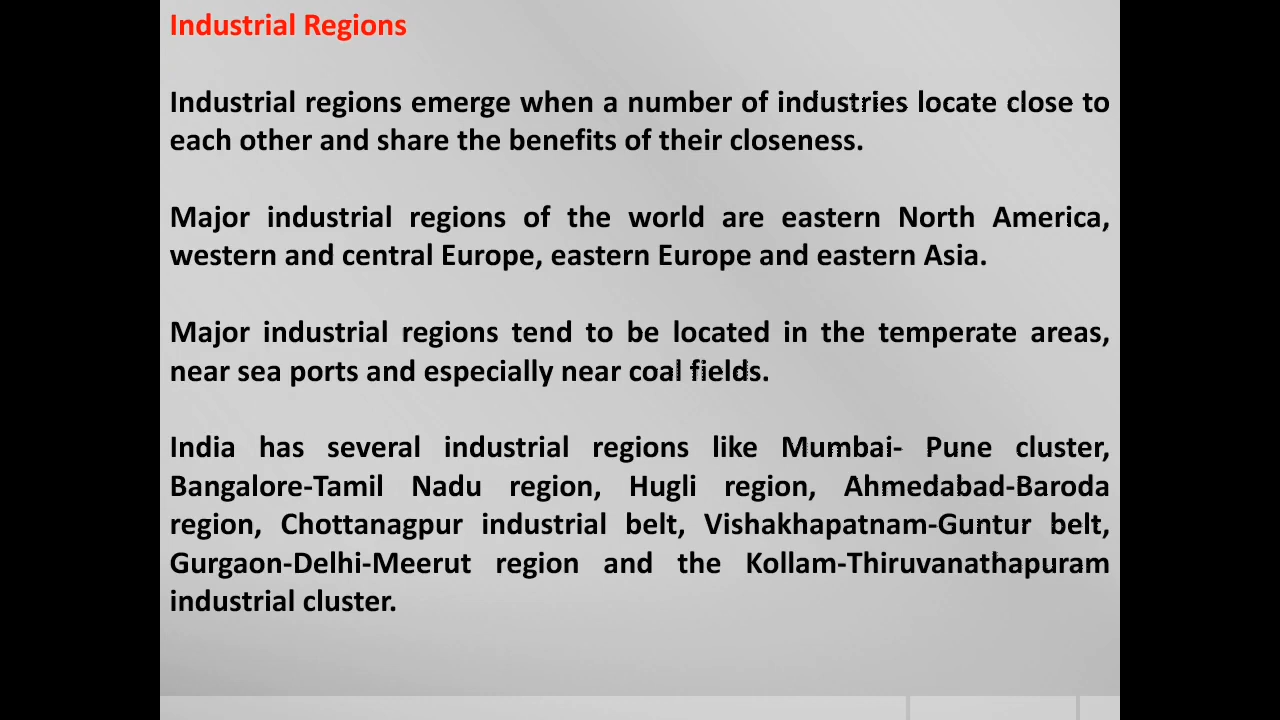 Industrial Regions
Industrial regions emerge when a number of industries locate close to
each other and share the benefits of their closeness.
Major industrial regions of the world are eastern North America,
western and central Europe, eastern Europe and eastern Asia.
Major industrial regions tend to be located in the temperate areas,
near sea ports and especially near coal fields.
India has several industrial regions like Mumbai- Pune cluster,
Bangalore-Tamil Nadu region, Hugli region, Ahmedabad-Baroda
region, Chottanagpur industrial belt, Vishakhapatnam-Guntur belt,
Gurgaon-Delhi-Meerut region and the Kollam-Thiruvanathapuram
industrial cluster.